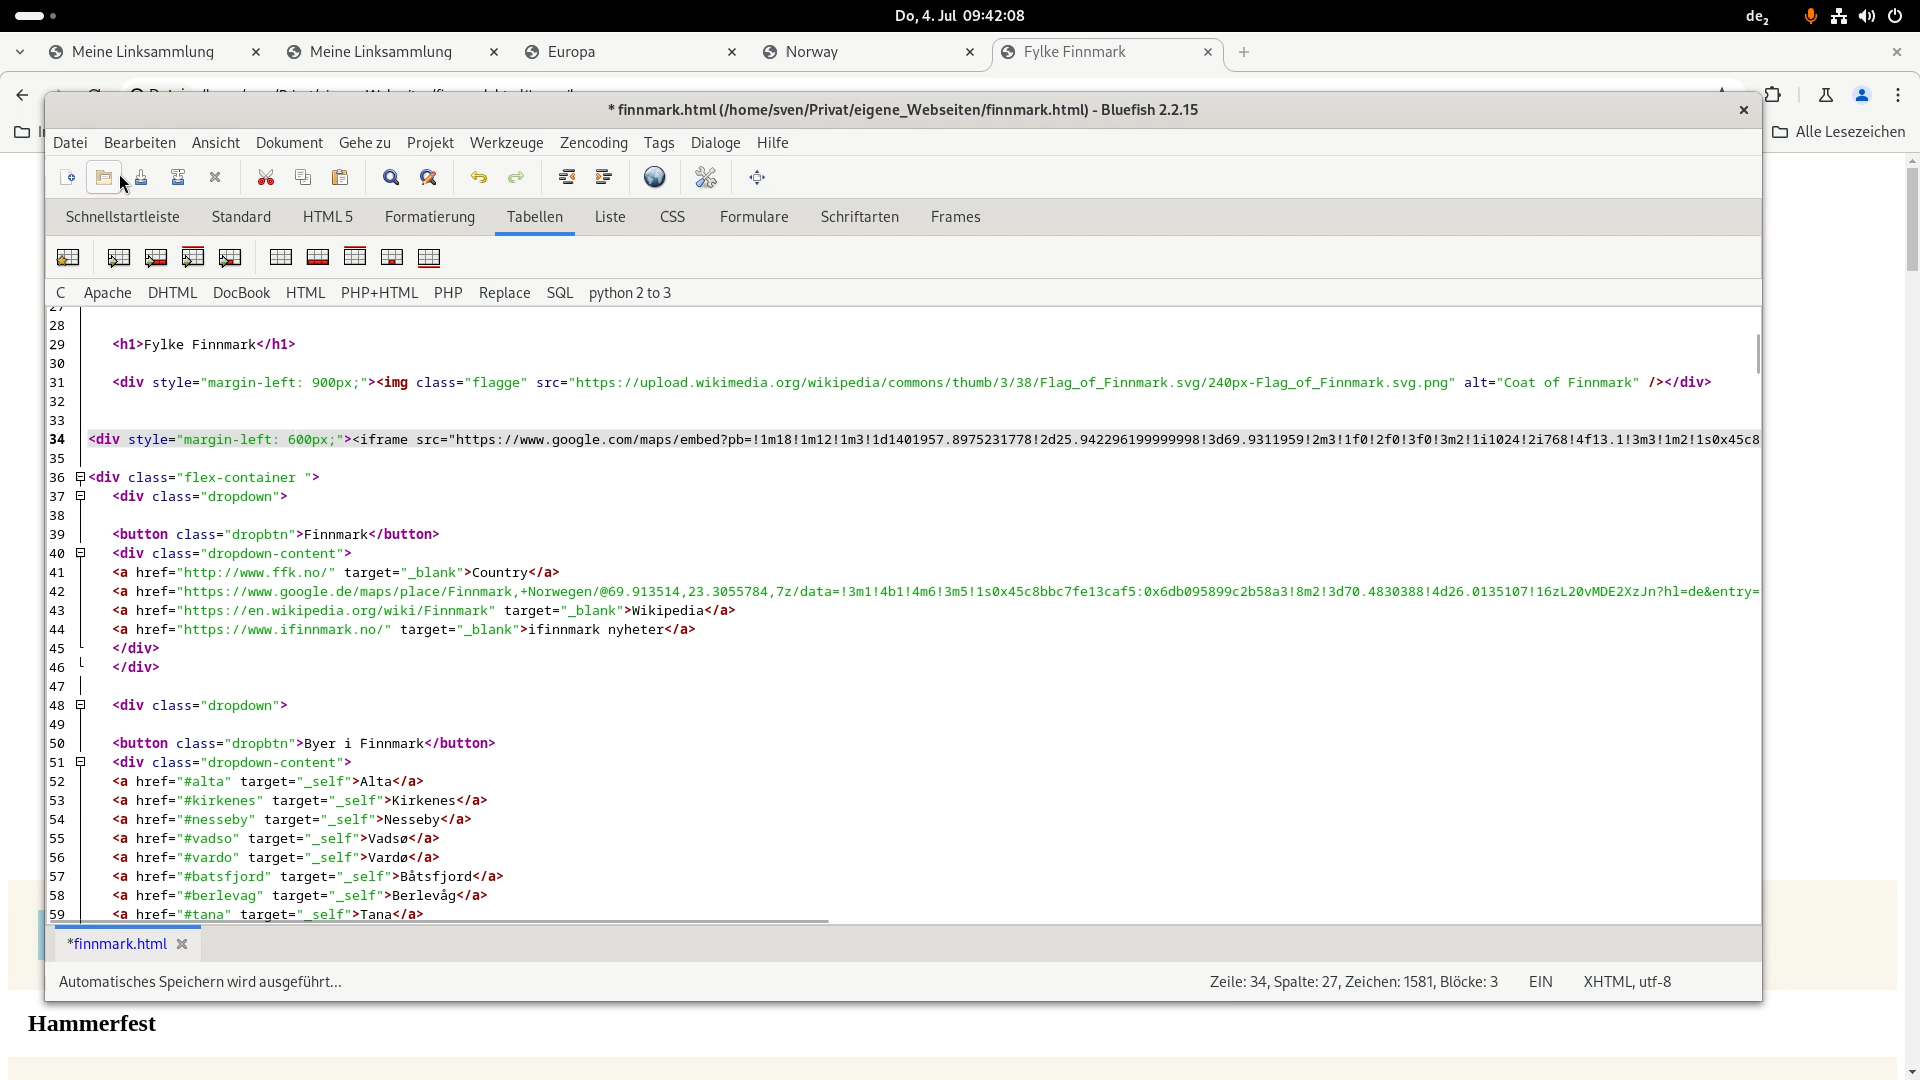 Do, 4. Jul 09:42:08
de2
Meine Linksammlung
Meine Linksammlung
Europa
Norway
Fylke Finnmark
* finnmark.html (/home/sven/Privat/eigene_Webseiten/finnmark.html) - Bluefish 2.2.15
Alle Lesezeichen
Datei Bearbeiten Ansicht Dokument Gehe zu Projekt Werkzeuge Zencoding Tags Dialoge Hilfe
Schnellstartleiste Standard HTML 5 Formatierung Tabellen Liste CSS Formulare Schriftarten Frames
C Apache DHTML DocBook HTML PHP+HTML PHP Replace SQL python 2 to 3
27
28
29 <h1>Fylke Finnmark</h1>
30
31 <div style="margin-left: 900px;"><img class="flagge" src="https://upload.wikimedia.org/wikipedia/commons/thumb/3/38/Flag_of_Finnmark.svg/240px-Flag_of_Finnmark.svg.png" alt="Coat of Finnmark" /></div>
32
33
34 <div style="margin-left: 600px;"><iframe src="https://www.google.com/maps/embed?pb=!1m18!1m12!1m3!1d1401957.8975231778!2d25.942296199999998!3d69.9311959!2m3!1f0!2f0!3f0!3m2!1i1024!2i768!4f13.1!3m3!1m2!1s0x45c8
35
36 <div class="flex-container ">
37 <div class="dropdown">
38
39 <button class="dropbtn">Finnmark</button>
40 <div class="dropdown-content">
41 <a href="http://www.ffk.no/" target="_blank">Country</a>
42 <a href="https://www.google.de/maps/place/Finnmark,+Norwegen/@69.913514,23.3055784,7z/data=!3m1!4b1!4m6!3m5!1s0x45c8bbc7fe13caf5:0x6db095899c2b58a3!8m2!3d70.4830388!4d26.0135107!16zL20vMDE2XzJn?hl=de&entry=
43 <a href="https://en.wikipedia.org/wiki/Finnmark" target="_blank">Wikipedia</a>
44 <a href="https://www.ifinnmark.no/" target="_blank">ifinnmark nyheter</a>
45 </div>
46 </div>
47
48 <div class="dropdown">
49
50 <button class="dropbtn">Byer i Finnmark</button>
51 <div class="dropdown-content">
52 <a href="#alta" target="_self">Alta</a>
53 <a href="#kirkenes" target="_self">Kirkenes</a>
54 <a href="#nesseby" target="_self">Nesseby</a>
55 <a href="#vadso" target="_self">Vadsø</a>
56 <a href="#vardo" target="_self">Vardø</a>
57 <a href="#batsfjord" target="_self">Båtsfjord</a>
58 <a href="#berlevag" target="_self">Berlevåg</a>
59 <a href="#tana" target="_self">Tana</a>
*finnmark.html
Automatisches Speichern wird ausgeführt...
Zeile: 34, Spalte: 27, Zeichen: 1581, Blöcke: 3 EIN XHTML, utf-8
Hammerfest